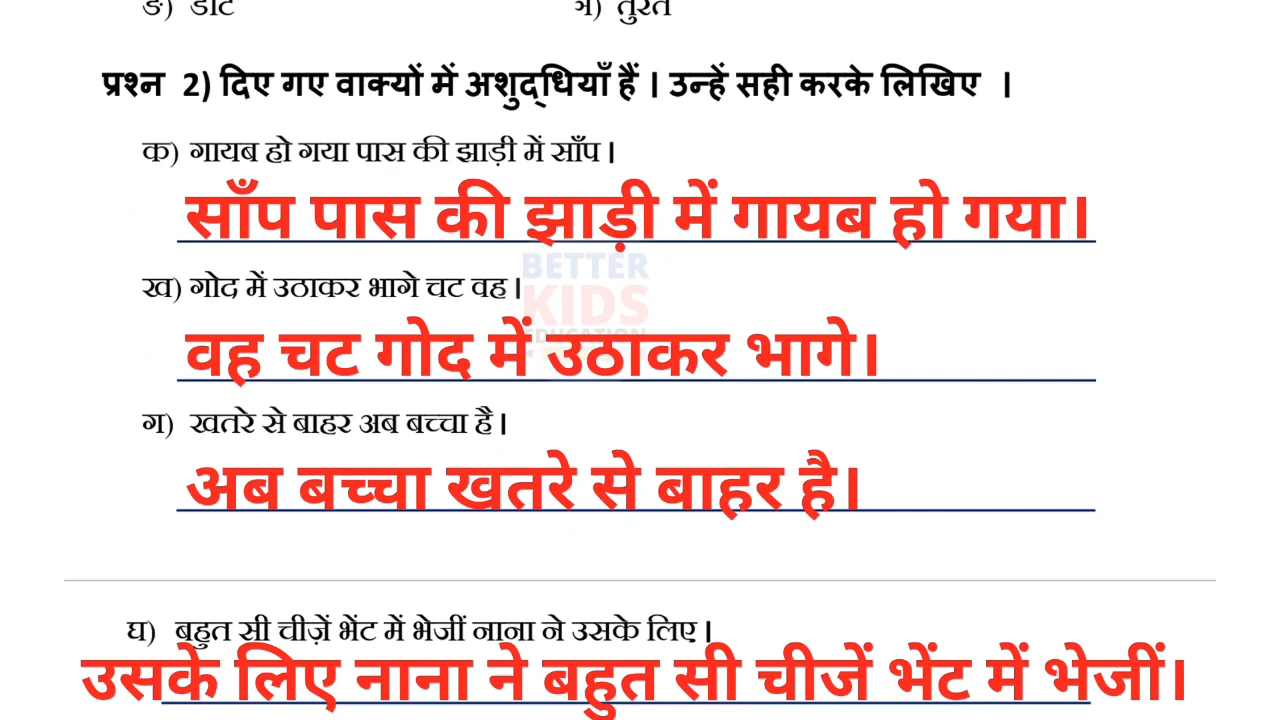 ङ) डाट ञ) तुरंत
प्रश्न 2) दिए गए वाक्यों में अशुद्धियाँ हैं । उन्हें सही करके लिखिए ।
क) गायब हो गया पास की झाड़ी में साँप ।
साँप पास की झाड़ी में गायब हो गया।
BETTER
KIDS
EDUCATION
ख) गोद में उठाकर भागे चट वह ।
वह चट गोद में उठाकर भागे।
ग) खतरे से बाहर अब बच्चा है ।
अब बच्चा खतरे से बाहर है।
घ) बहुत सी चीज़ें भेंट में भेजीं नाना ने उसके लिए ।
उसके लिए नाना ने बहुत सी चीजें भेंट में भेजीं।